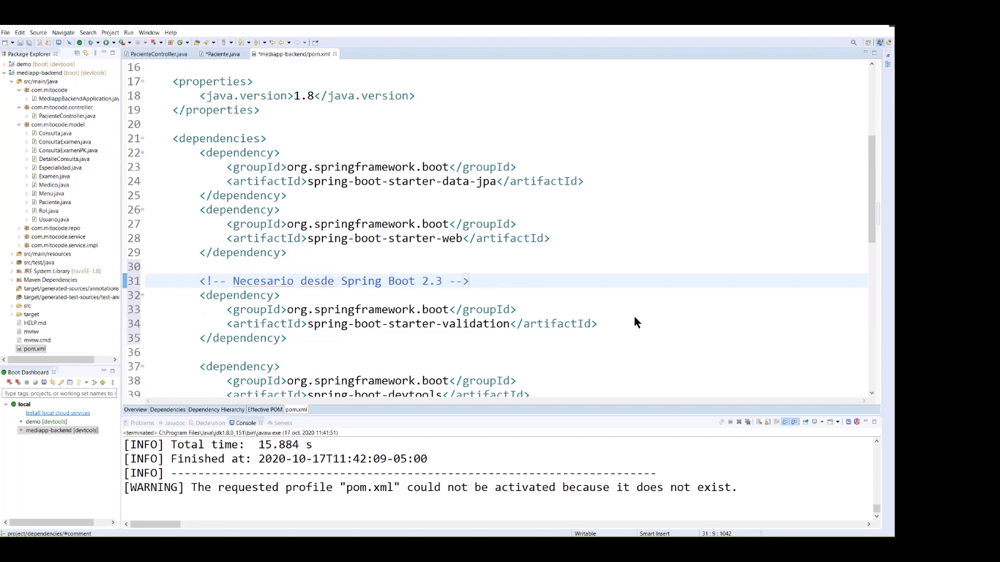 File Edit Source Navigate Search Project Run Window Help
Package Explorer
demo [boot] [devtools]
mediapp-backend [boot] [devtools]
src/main/java
com.mitocode
MediappBackendApplication.jav
com.mitocode.controller
PacienteController.java
com.mitocode.model
Consulta.java
ConsultaExamen.java
ConsultaExamenPK.java
DetalleConsulta.java
Especialidad.java
Examen.java
Medico.java
Menu.java
Paciente.java
Rol.java
Usuario.java
com.mitocode.repo
com.mitocode.service
com.mitocode.service.impl
src/main/resources
src/test/java
JRE System Library [JavaSE-1.8]
Maven Dependencies
target/generated-sources/annotations
target/generated-test-sources/test-an
src
target
HELP.md
mvnw
mvnw.cmd
pom.xml
Boot Dashboard
Type tags, projects, or working set names to
local
Install local cloud services
demo [devtools]
mediapp-backend [devtools]
PacienteController.java *Paciente.java *mediapp-backend/pom.xml
16
17 <properties>
18 <java.version>1.8</java.version>
19 </properties>
20
21 <dependencies>
22 <dependency>
23 <groupId>org.springframework.boot</groupId>
24 <artifactId>spring-boot-starter-data-jpa</artifactId>
25 </dependency>
26 <dependency>
27 <groupId>org.springframework.boot</groupId>
28 <artifactId>spring-boot-starter-web</artifactId>
29 </dependency>
30
31 <!-- Necesario desde Spring Boot 2.3 -->
32 <dependency>
33 <groupId>org.springframework.boot</groupId>
34 <artifactId>spring-boot-starter-validation</artifactId>
35 </dependency>
36
37 <dependency>
38 <groupId>org.springframework.boot</groupId>
39 <artifactId>spring-boot-devtools</artifactId>
Overview Dependencies Dependency Hierarchy Effective POM pom.xml
Problems Javadoc Declaration Console Servers
<terminated> C:\Program Files\Java\jdk1.8.0_151\bin\javaw.exe (17 oct. 2020 11:41:51)
[INFO] Total time:  15.884 s
[INFO] Finished at: 2020-10-17T11:42:09-05:00
[INFO] ------------------------------------------------------------------------
[WARNING] The requested profile "pom.xml" could not be activated because it does not exist.
project/dependencies/#comment Writable Smart Insert 31 : 9 : 1042